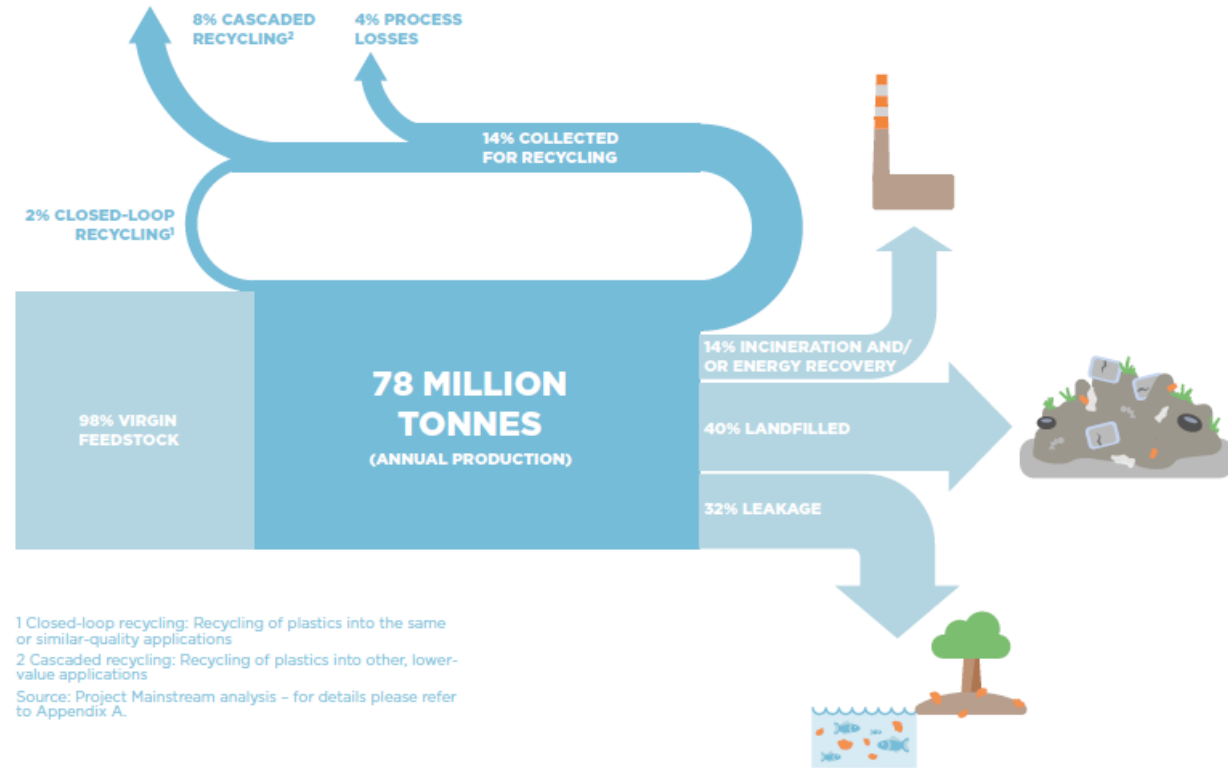 8% CASCADED
RECYCLING²
4% PROCESS
LOSSES
14% COLLECTED
FOR RECYCLING
2% CLOSED-LOOP
RECYCLING¹
98% VIRGIN
FEEDSTOCK
78 MILLION
TONNES
(ANNUAL PRODUCTION)
14% INCINERATION AND/
OR ENERGY RECOVERY
40% LANDFILLED
32% LEAKAGE
1 Closed-loop recycling: Recycling of plastics into the same
or similar-quality applications
2 Cascaded recycling: Recycling of plastics into other, lower-
value applications
Source: Project Mainstream analysis – for details please refer
to Appendix A.